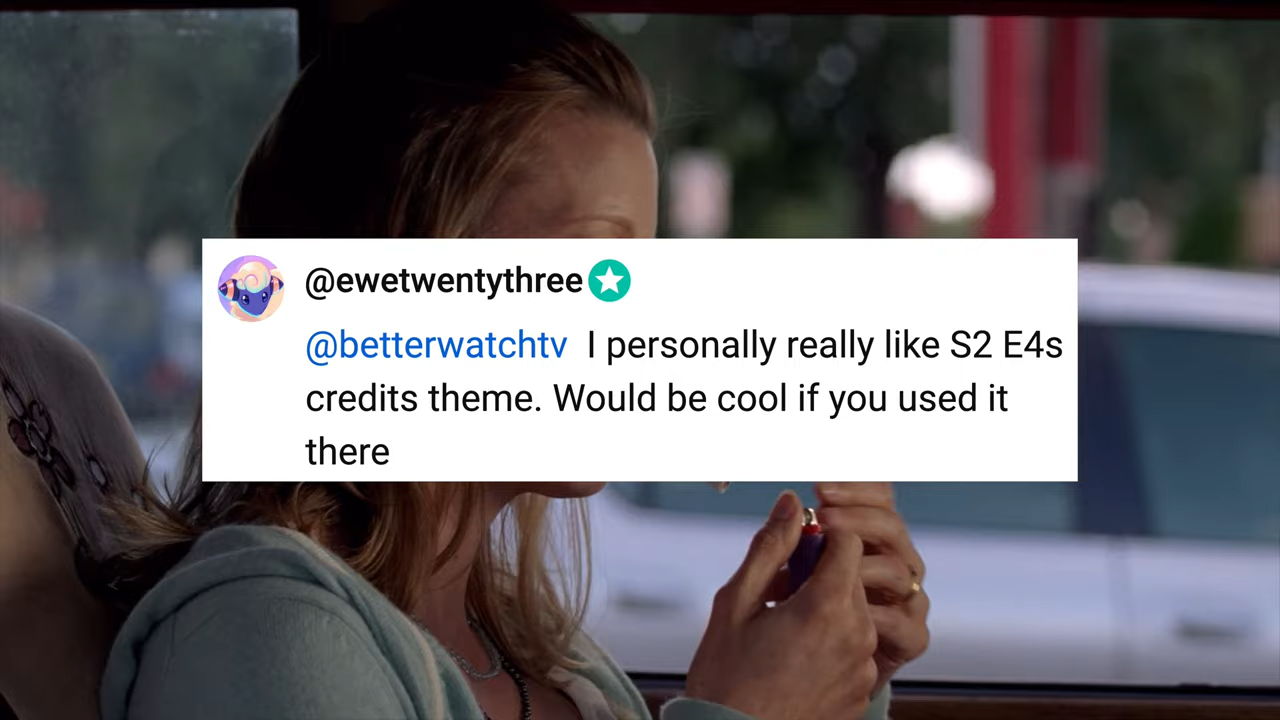 @ewetwentythree
@betterwatchtv I personally really like S2 E4s
credits theme. Would be cool if you used it
there